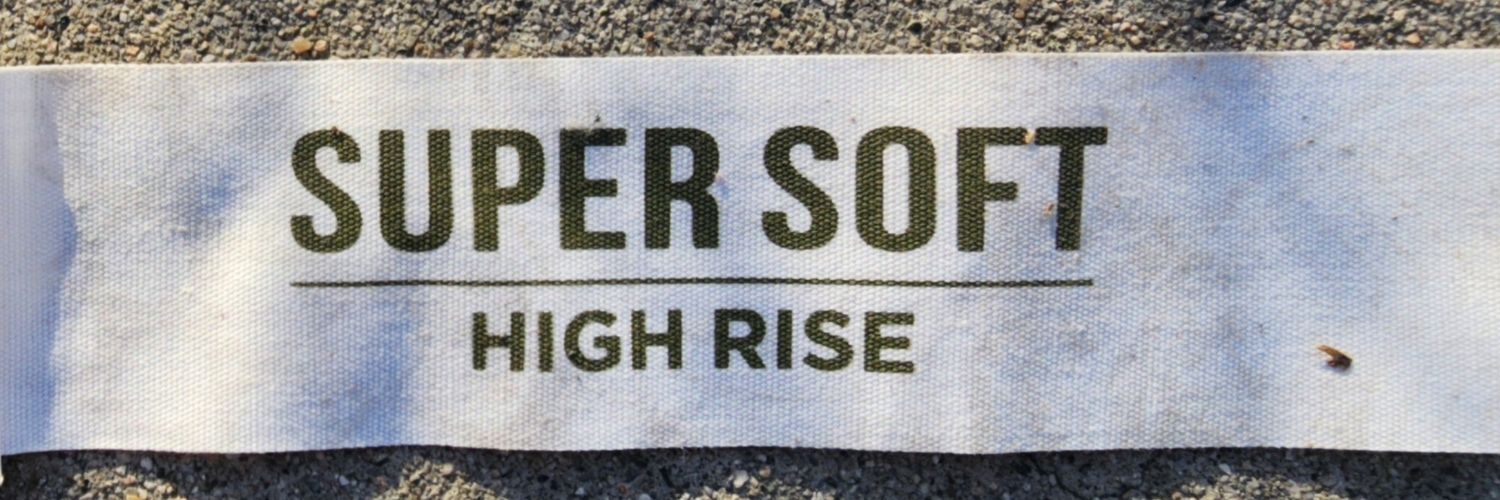 SUPER SOFT
HIGH RISE